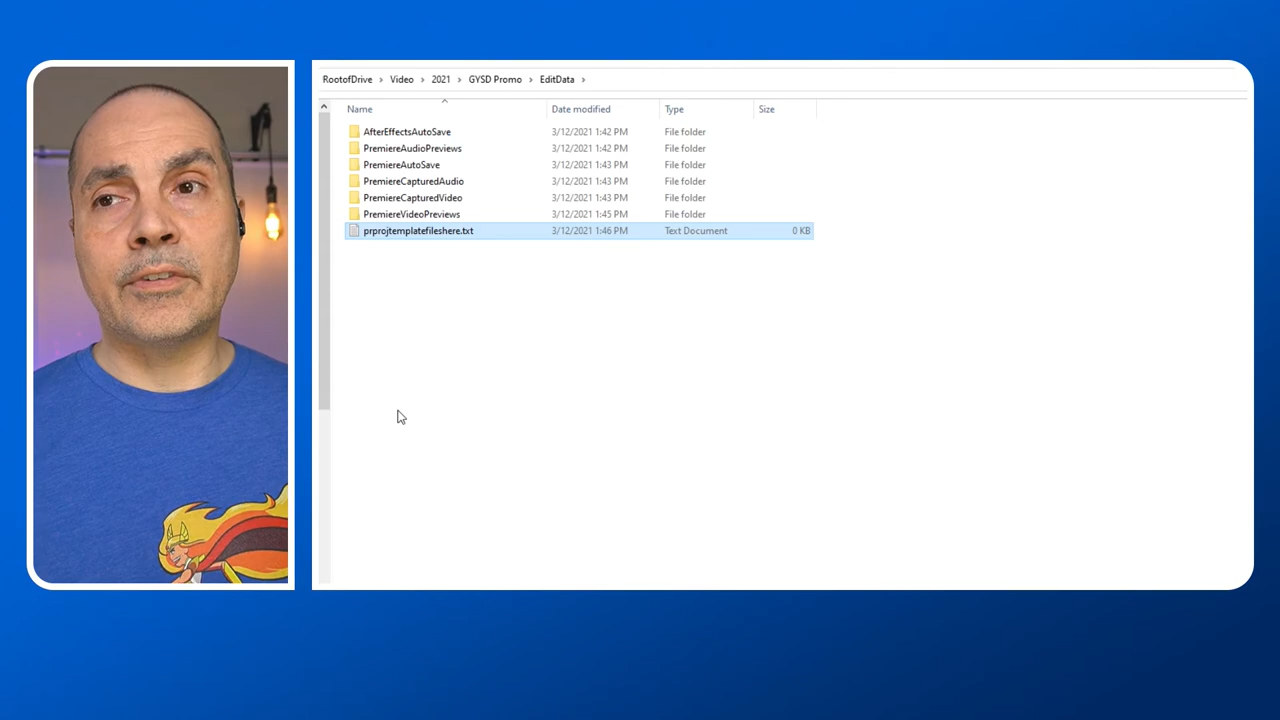 RootofDrive > Video > 2021 > GYSD Promo > EditData >
Name Date modified Type Size
AfterEffectsAutoSave 3/12/2021 1:42 PM File folder
PremiereAudioPreviews 3/12/2021 1:42 PM File folder
PremiereAutoSave 3/12/2021 1:43 PM File folder
PremiereCapturedAudio 3/12/2021 1:43 PM File folder
PremiereCapturedVideo 3/12/2021 1:43 PM File folder
PremiereVideoPreviews 3/12/2021 1:45 PM File folder
prprojtemplatefileshere.txt 3/12/2021 1:46 PM Text Document 0 KB